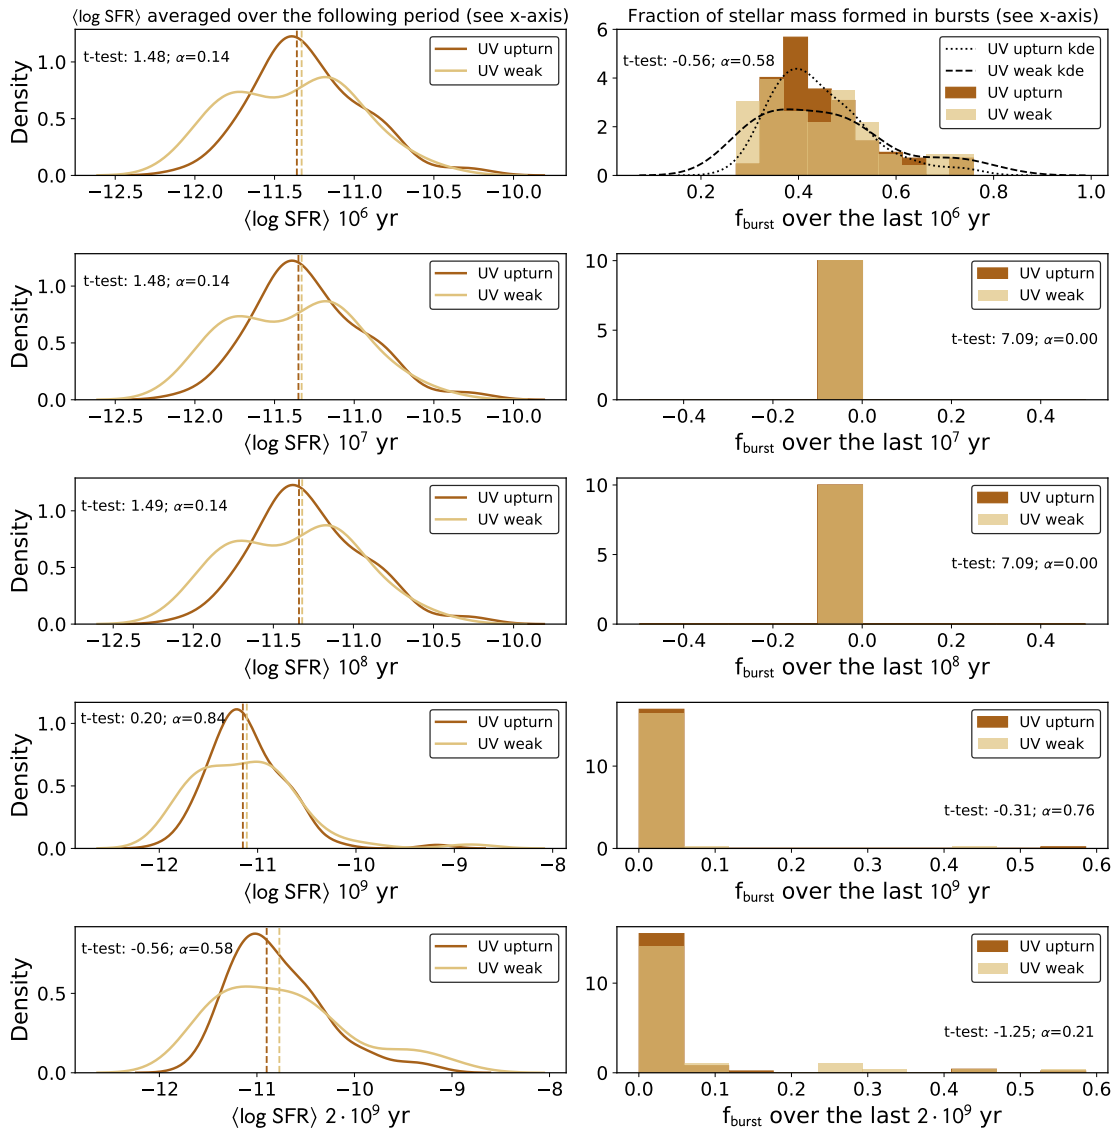 ⟨log SFR⟩ averaged over the following period (see x-axis)
Fraction of stellar mass formed in bursts (see x-axis)
t-test: 1.48; α=0.14
UV upturn
UV weak
Density
0.0
0.5
1.0
−12.5 −12.0 −11.5 −11.0 −10.5 −10.0
⟨log SFR⟩ 10⁶ yr
t-test: -0.56; α=0.58
UV upturn kde
UV weak kde
UV upturn
UV weak
0
2
4
6
0.2 0.4 0.6 0.8 1.0
f_burst over the last 10⁶ yr
t-test: 1.48; α=0.14
UV upturn
UV weak
Density
0.0
0.5
1.0
−12.5 −12.0 −11.5 −11.0 −10.5 −10.0
⟨log SFR⟩ 10⁷ yr
UV upturn
UV weak
t-test: 7.09; α=0.00
0
5
10
−0.4 −0.2 0.0 0.2 0.4
f_burst over the last 10⁷ yr
t-test: 1.49; α=0.14
UV upturn
UV weak
Density
0.0
0.5
1.0
−12.5 −12.0 −11.5 −11.0 −10.5 −10.0
⟨log SFR⟩ 10⁸ yr
UV upturn
UV weak
t-test: 7.09; α=0.00
0
5
10
−0.4 −0.2 0.0 0.2 0.4
f_burst over the last 10⁸ yr
t-test: 0.20; α=0.84
UV upturn
UV weak
Density
0.0
0.5
1.0
−12 −11 −10 −9 −8
⟨log SFR⟩ 10⁹ yr
UV upturn
UV weak
t-test: -0.31; α=0.76
0
10
0.0 0.1 0.2 0.3 0.4 0.5 0.6
f_burst over the last 10⁹ yr
t-test: -0.56; α=0.58
UV upturn
UV weak
Density
0.0
0.5
−12 −11 −10 −9 −8
⟨log SFR⟩ 2 · 10⁹ yr
UV upturn
UV weak
t-test: -1.25; α=0.21
0
10
0.0 0.1 0.2 0.3 0.4 0.5 0.6
f_burst over the last 2 · 10⁹ yr